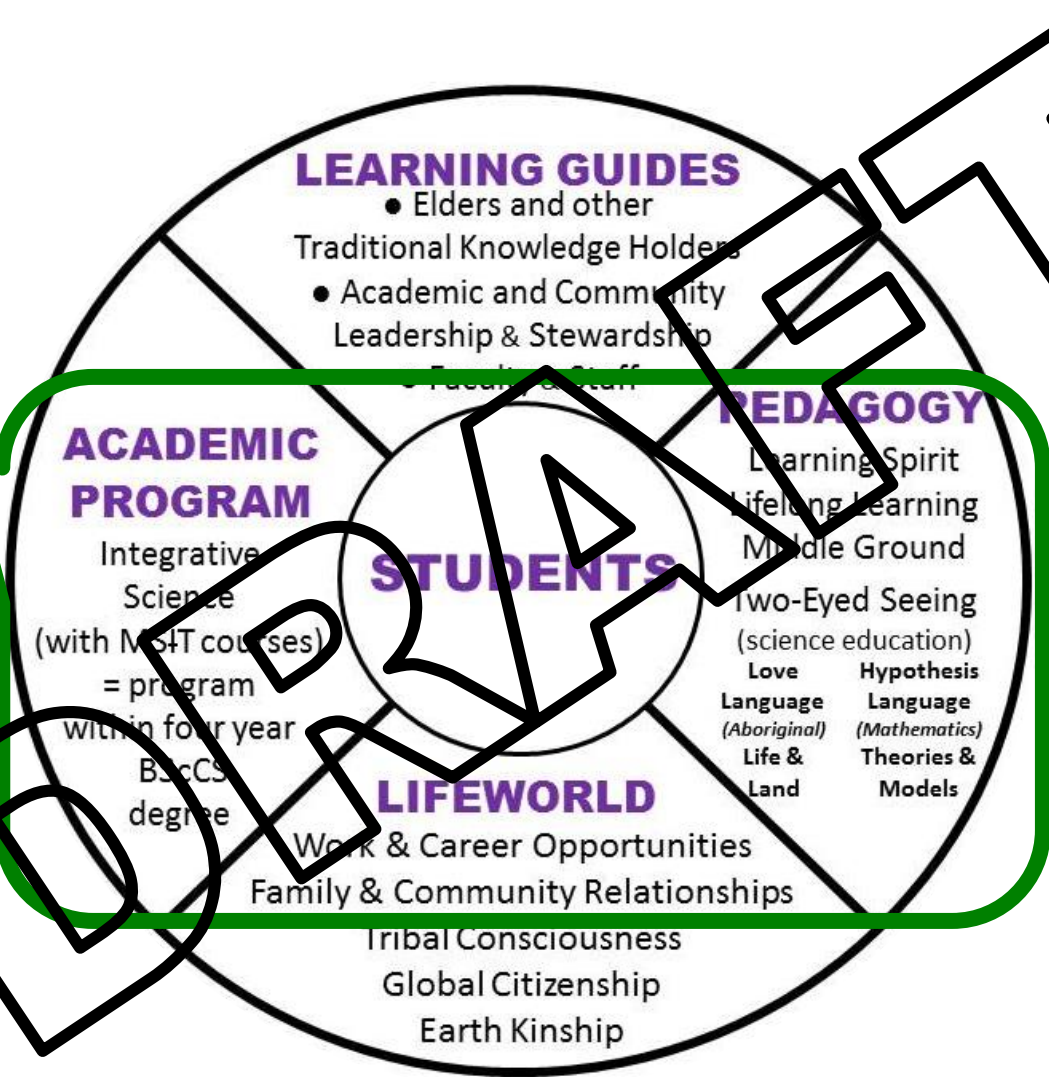 LEARNING GUIDES
● Elders and other
Traditional Knowledge Holders
● Academic and Community
Leadership & Stewardship
● Faculty & Staff
ACADEMIC
PROGRAM
Integrative
Science
(with MSIT courses)
= program
within four year
BScCS
degree
STUDENTS
PEDAGOGY
Learning Spirit
Lifelong Learning
Middle Ground
Two-Eyed Seeing
(science education)
Love Hypothesis
Language Language
(Aboriginal) (Mathematics)
Life & Theories &
Land Models
LIFEWORLD
Work & Career Opportunities
Family & Community Relationships
Tribal Consciousness
Global Citizenship
Earth Kinship
DRAFT